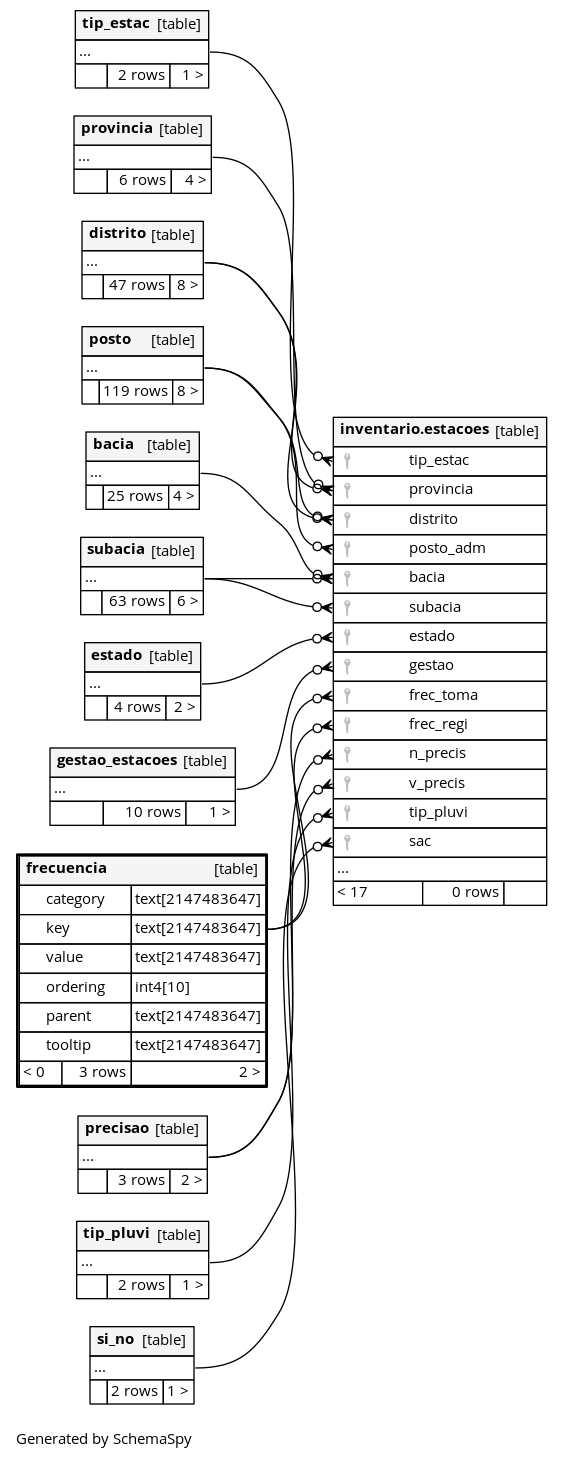 tip_estac [table]
...
2 rows 1 >
provincia [table]
...
6 rows 4 >
distrito [table]
...
47 rows 8 >
posto [table]
...
119 rows 8 >
bacia [table]
...
25 rows 4 >
subacia [table]
...
63 rows 6 >
estado [table]
...
4 rows 2 >
gestao_estacoes [table]
...
10 rows 1 >
frecuencia [table]
category text[2147483647]
key text[2147483647]
value text[2147483647]
ordering int4[10]
parent text[2147483647]
tooltip text[2147483647]
< 0 3 rows 2 >
precisao [table]
...
3 rows 2 >
tip_pluvi [table]
...
2 rows 1 >
si_no [table]
...
2 rows 1 >
inventario.estacoes [table]
tip_estac
provincia
distrito
posto_adm
bacia
subacia
estado
gestao
frec_toma
frec_regi
n_precis
v_precis
tip_pluvi
sac
...
< 17 0 rows
Generated by SchemaSpy